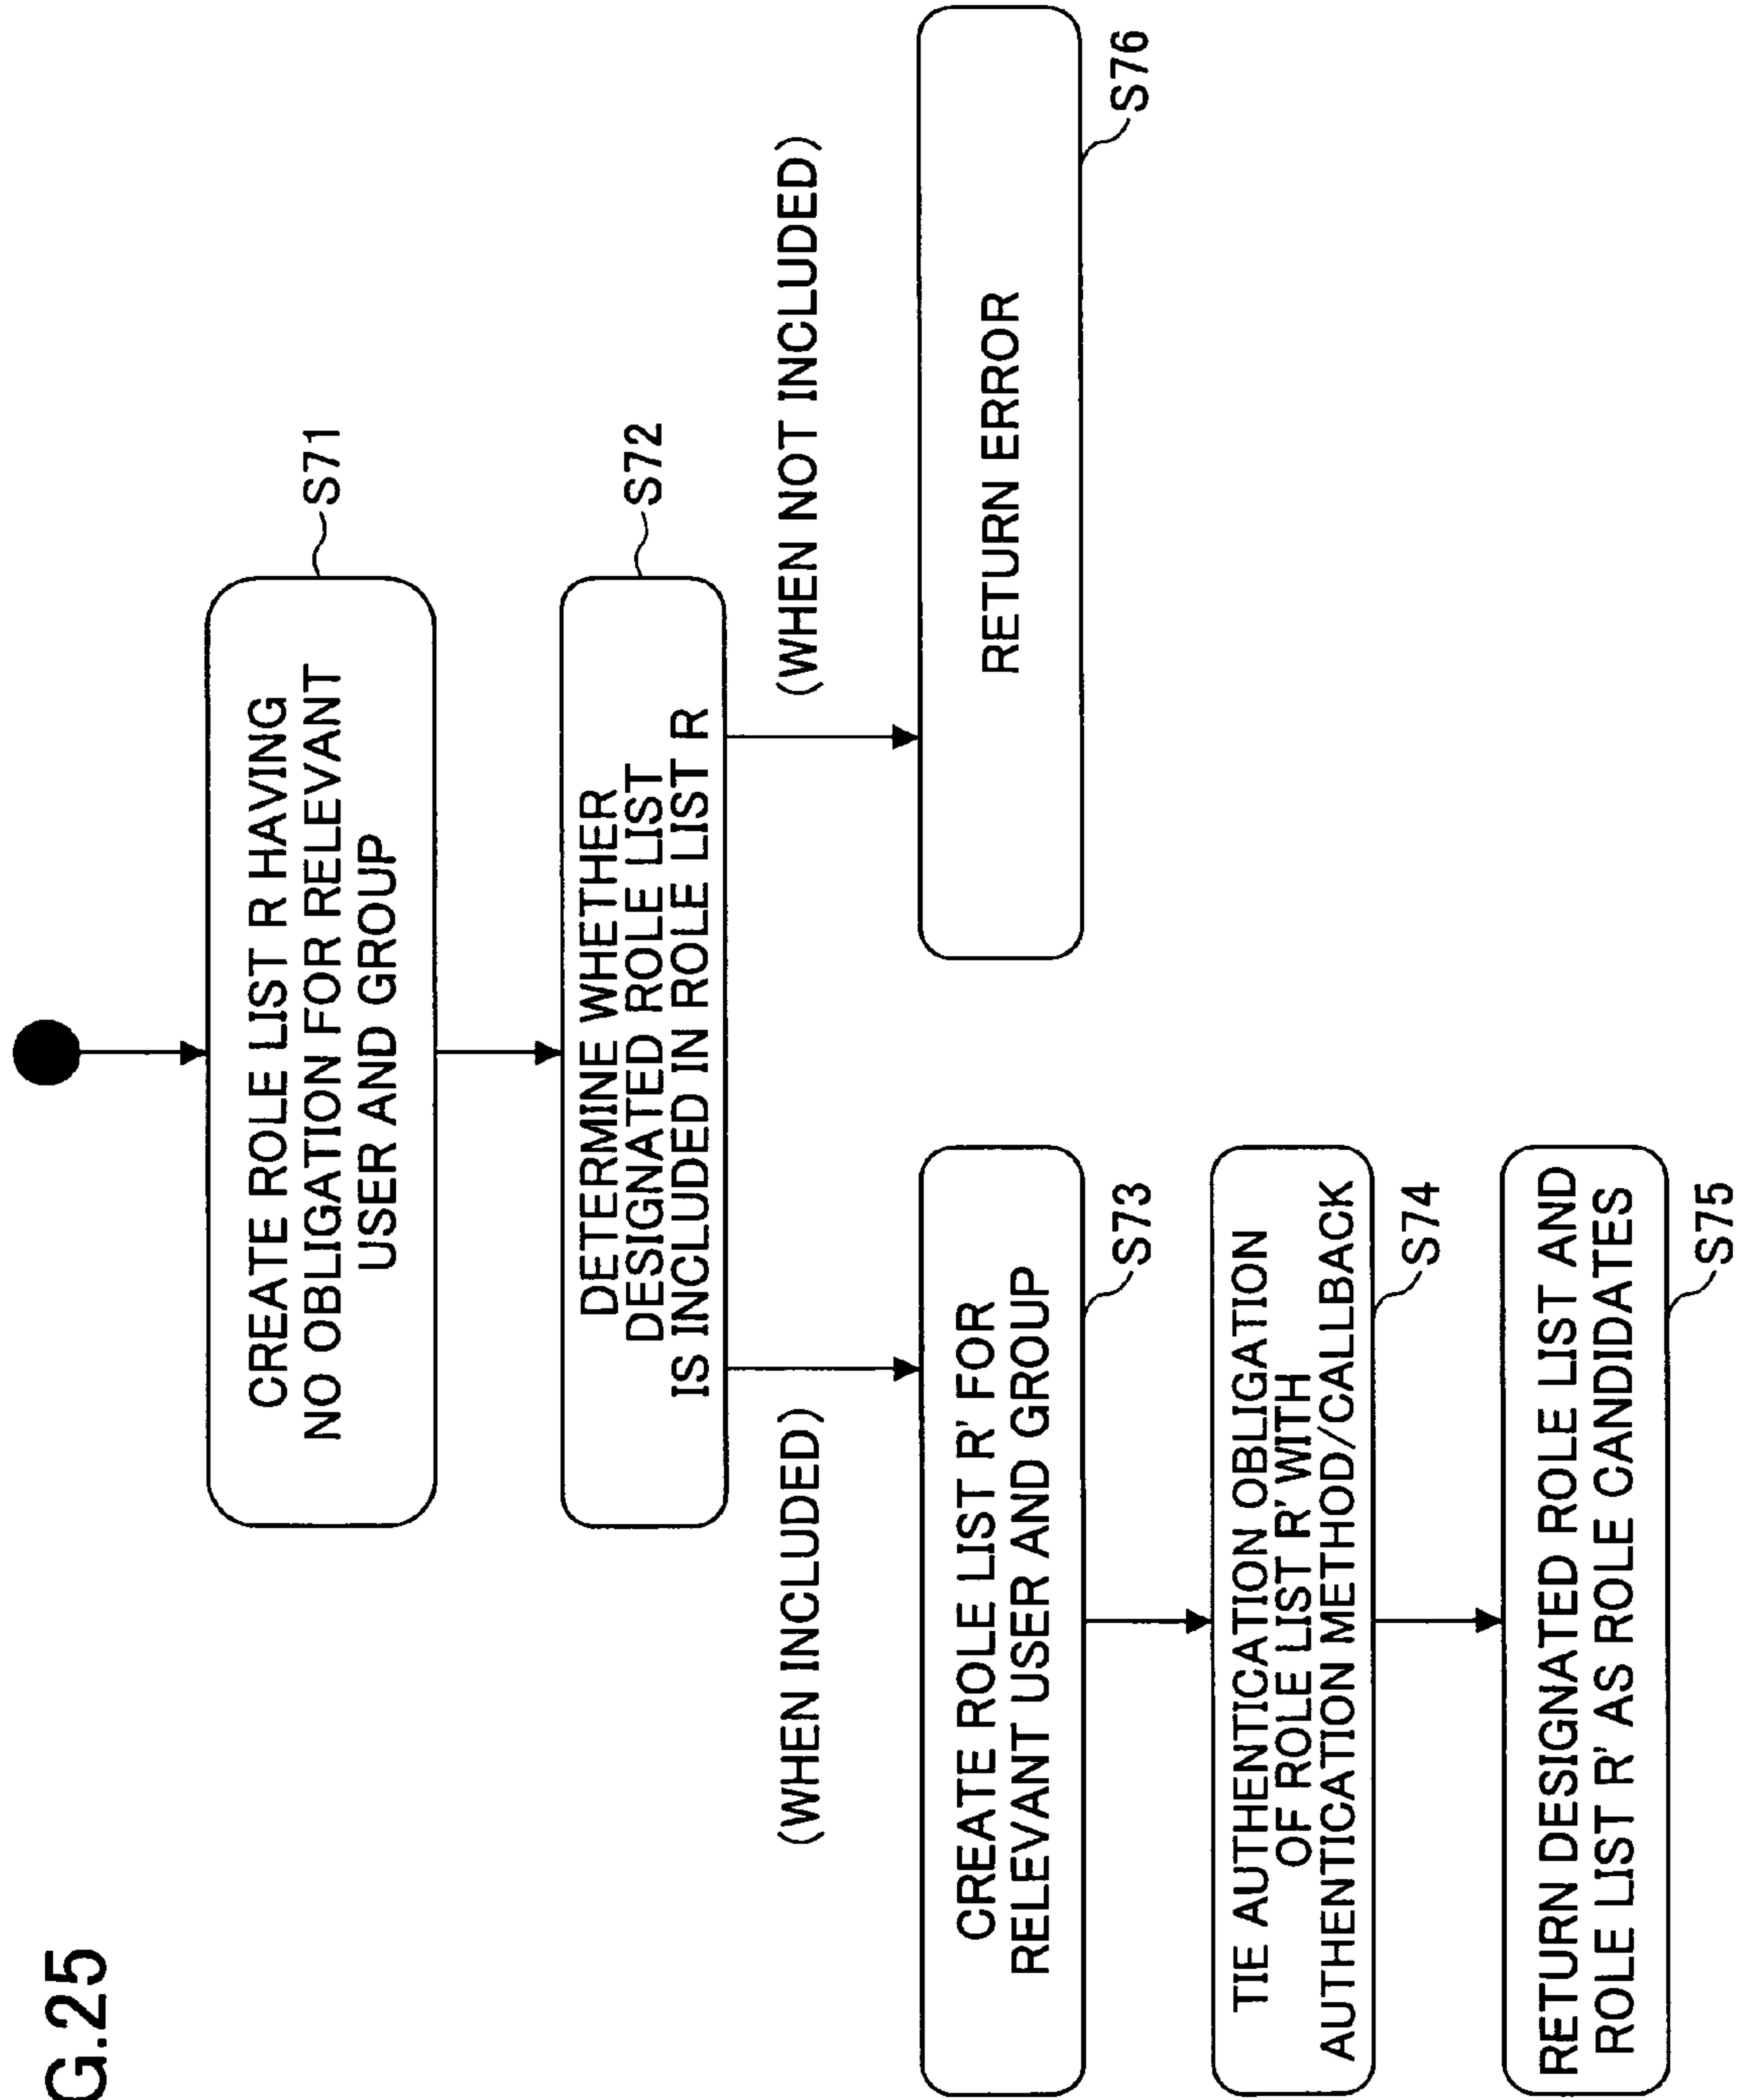 G.25
CREATE ROLE LIST R HAVING
NO OBLIGATION FOR RELEVANT
USER AND GROUP
S71
DETERMINE WHETHER
DESIGNATED ROLE LIST
IS INCLUDED IN ROLE LIST R
S72
(WHEN INCLUDED)
(WHEN NOT INCLUDED)
CREATE ROLE LIST R' FOR
RELEVANT USER AND GROUP
S73
RETURN ERROR
S76
TIE AUTHENTICATION OBLIGATION
OF ROLE LIST R' WITH
AUTHENTICATION METHOD/CALLBACK
S74
RETURN DESIGNATED ROLE LIST AND
ROLE LIST R' AS ROLE CANDIDATES
S75